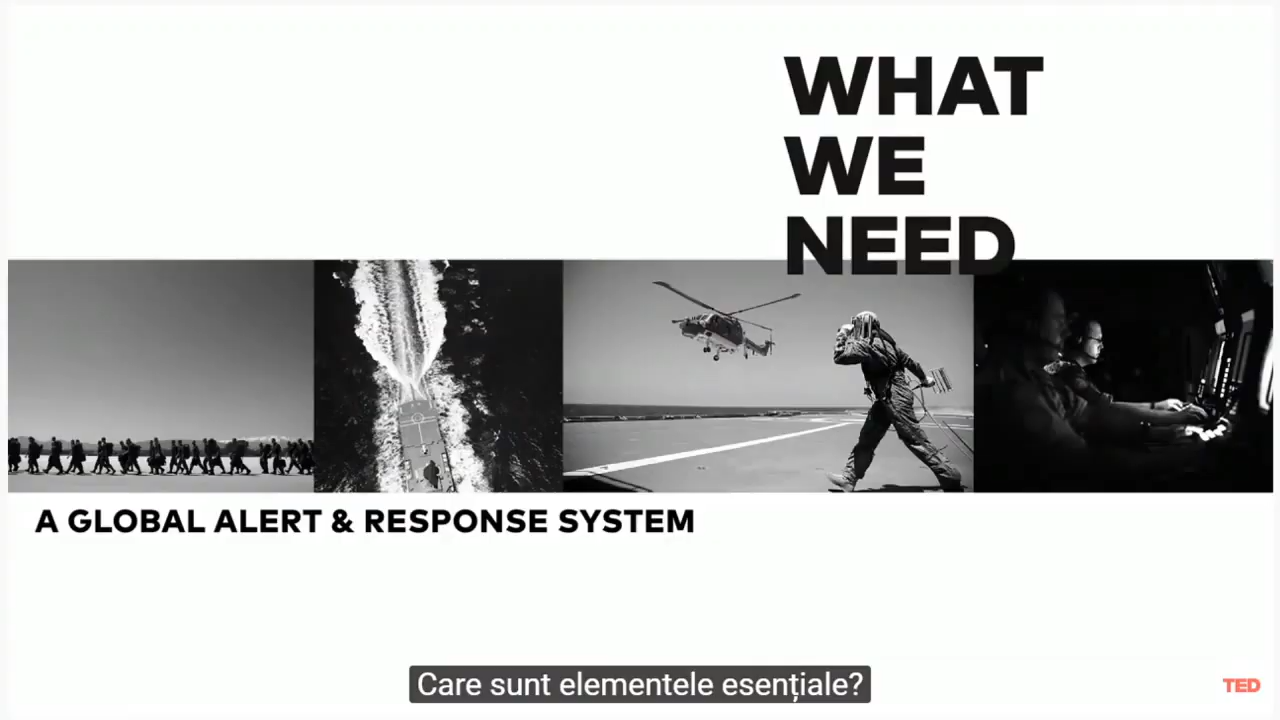 WHAT
WE
NEED
A GLOBAL ALERT & RESPONSE SYSTEM
Care sunt elementele esențiale?
TED